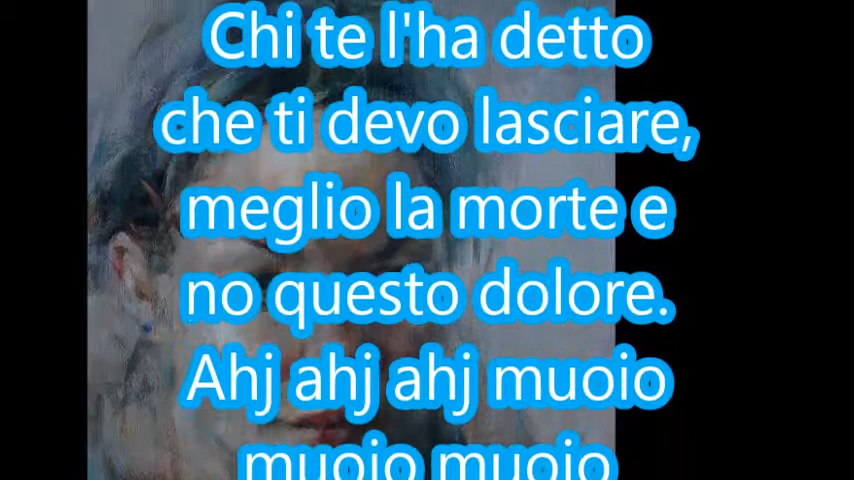 Chi te l'ha detto
che ti devo lasciare,
meglio la morte e
no questo dolore.
Ahj ahj ahj muoio
muoio muoio